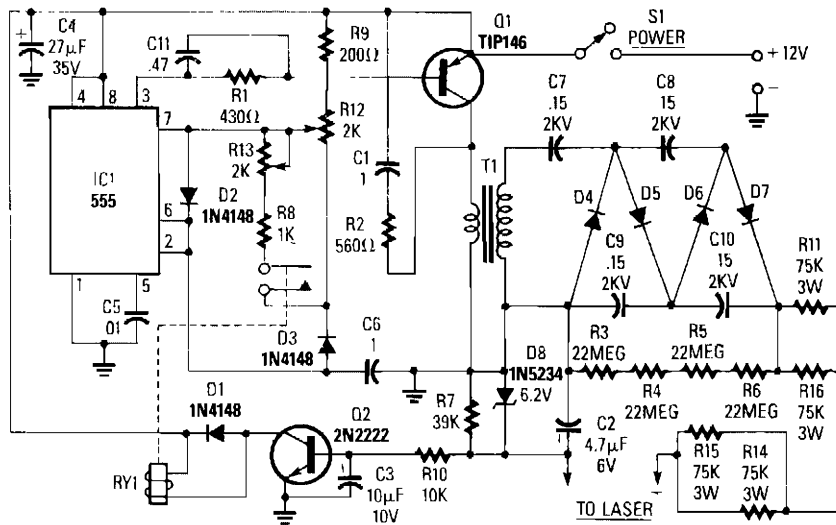 C4
27µF
35V
+
C11
.47
R1
430Ω
R9
200Ω
Q1
TIP146
S1
POWER
+ 12V
−
4
8
3
7
6
2
1
5
IC1
555
D2
1N4148
R13
2K
R12
2K
R8
1K
C1
1
R2
560Ω
T1
C7
.15
2KV
C8
.15
2KV
D4
D5
D6
D7
C9
.15
2KV
C10
.15
2KV
R11
75K
3W
C5
.01
D3
1N4148
C6
1
D8
1N5234
6.2V
R3
22MEG
R5
22MEG
R4
22MEG
R6
22MEG
R16
75K
3W
D1
1N4148
Q2
2N2222
R7
39K
RY1
C3
10µF
10V
R10
10K
C2
4.7µF
6V
R15
75K
3W
R14
75K
3W
TO LASER